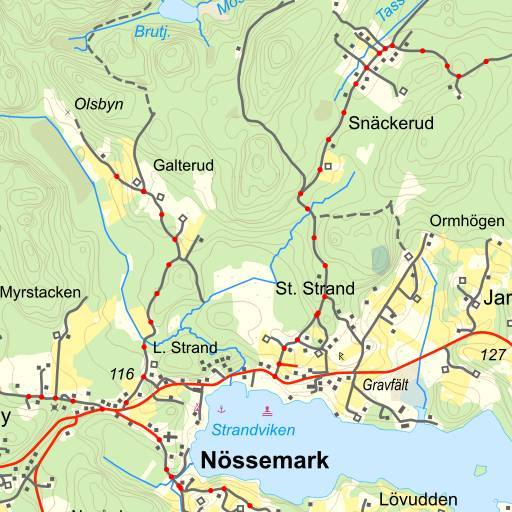 Brutj.
Olsbyn
Snäckerud
Galterud
Ormhögen
St. Strand
Myrstacken
L. Strand
127
116
Gravfält
Strandviken
Nössemark
Lövudden